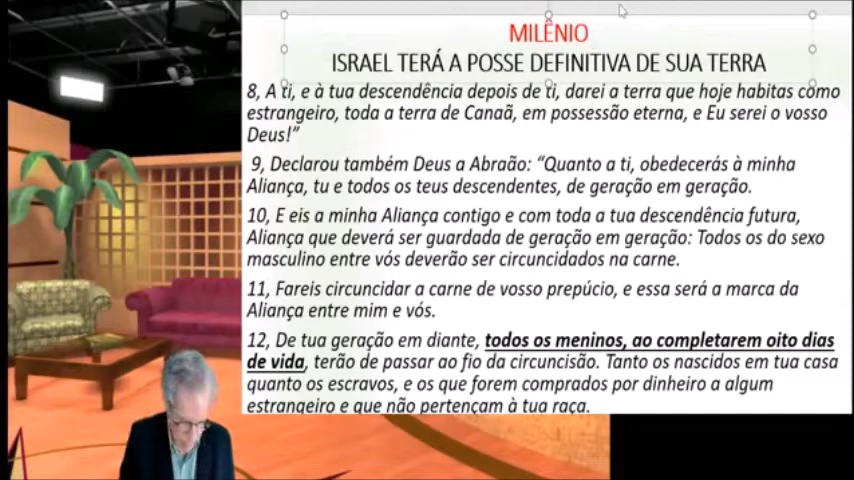 MILÊNIO
ISRAEL TERÁ A POSSE DEFINITIVA DE SUA TERRA
8, A ti, e à tua descendência depois de ti, darei a terra que hoje habitas como
estrangeiro, toda a terra de Canaã, em possessão eterna, e Eu serei o vosso
Deus!”
9, Declarou também Deus a Abraão: “Quanto a ti, obedecerás à minha
Aliança, tu e todos os teus descendentes, de geração em geração.
10, E eis a minha Aliança contigo e com toda a tua descendência futura,
Aliança que deverá ser guardada de geração em geração: Todos os do sexo
masculino entre vós deverão ser circuncidados na carne.
11, Fareis circuncidar a carne de vosso prepúcio, e essa será a marca da
Aliança entre mim e vós.
12, De tua geração em diante, todos os meninos, ao completarem oito dias
de vida, terão de passar ao fio da circuncisão. Tanto os nascidos em tua casa
quanto os escravos, e os que forem comprados por dinheiro a algum
estrangeiro e que não pertençam à tua raça.